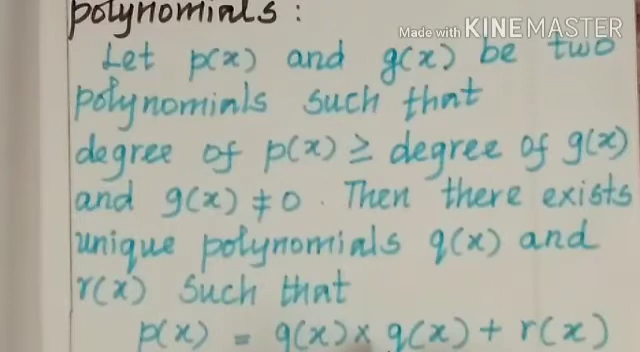 polynomials :
Made with KINEMASTER
Let p(x) and g(x) be two
polynomials such that
degree of p(x) ≥ degree of g(x)
and g(x) ≠ 0 . Then there exists
unique polynomials q(x) and
r(x) such that
p(x) = g(x) × q(x) + r(x)